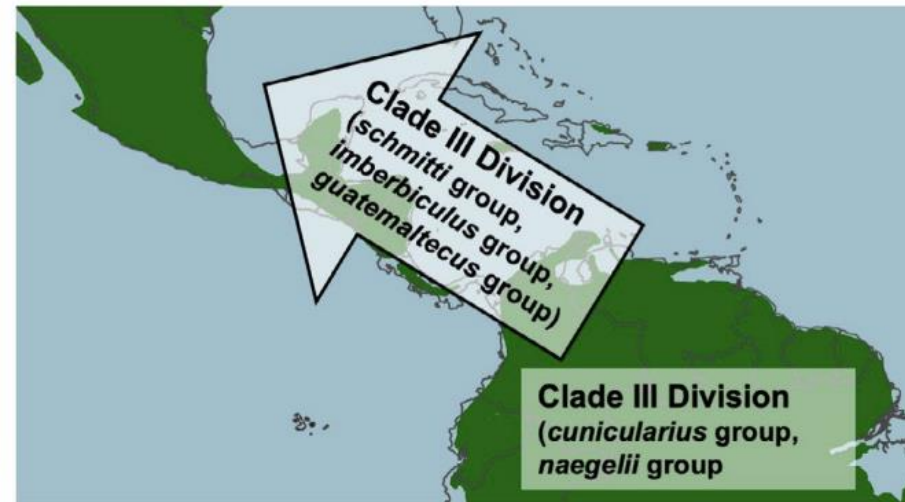 Clade III Division
(schmitti group,
imberbiculus group,
guatemaltecus group)
Clade III Division
(cunicularius group,
naegelii group